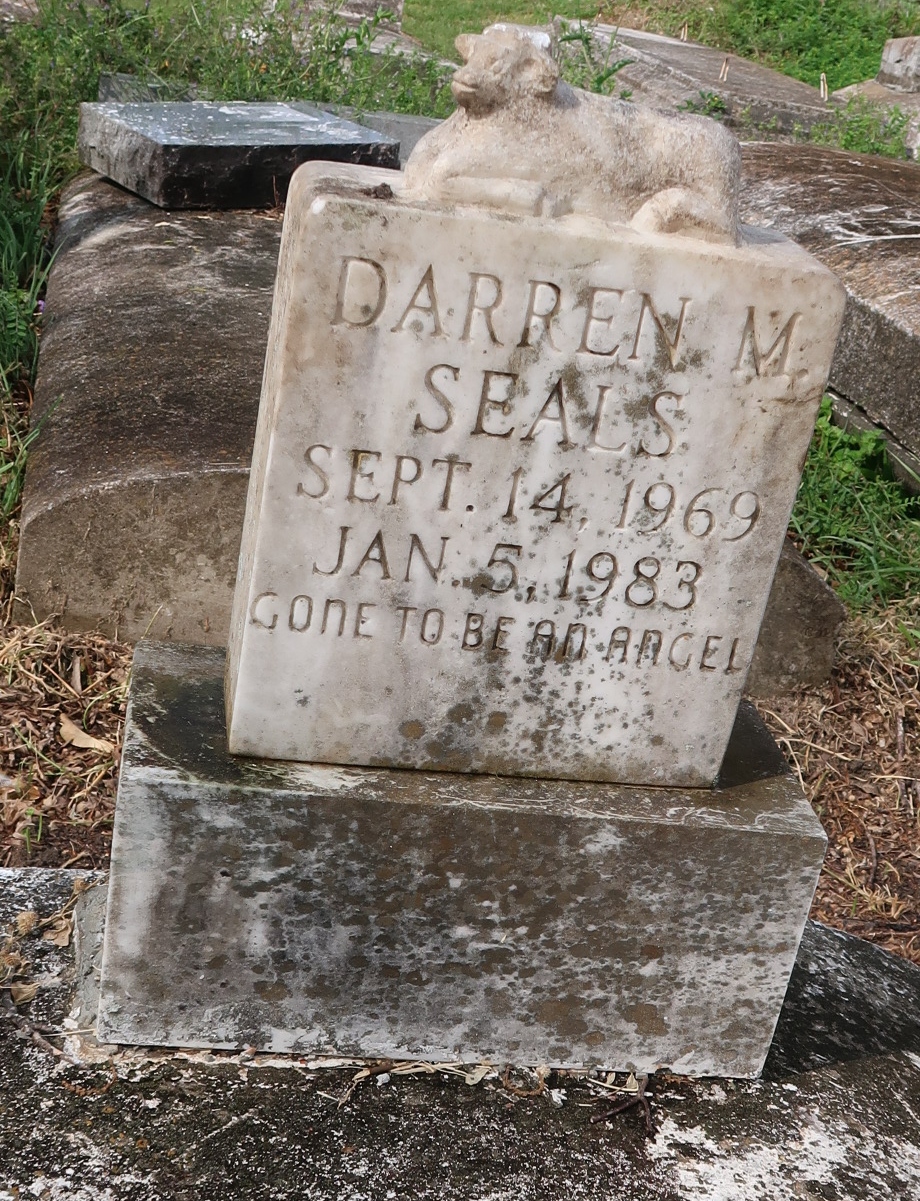 DARREN M.
SEALS
SEPT. 14, 1969
JAN. 5, 1983
GONE TO BE AN ANGEL